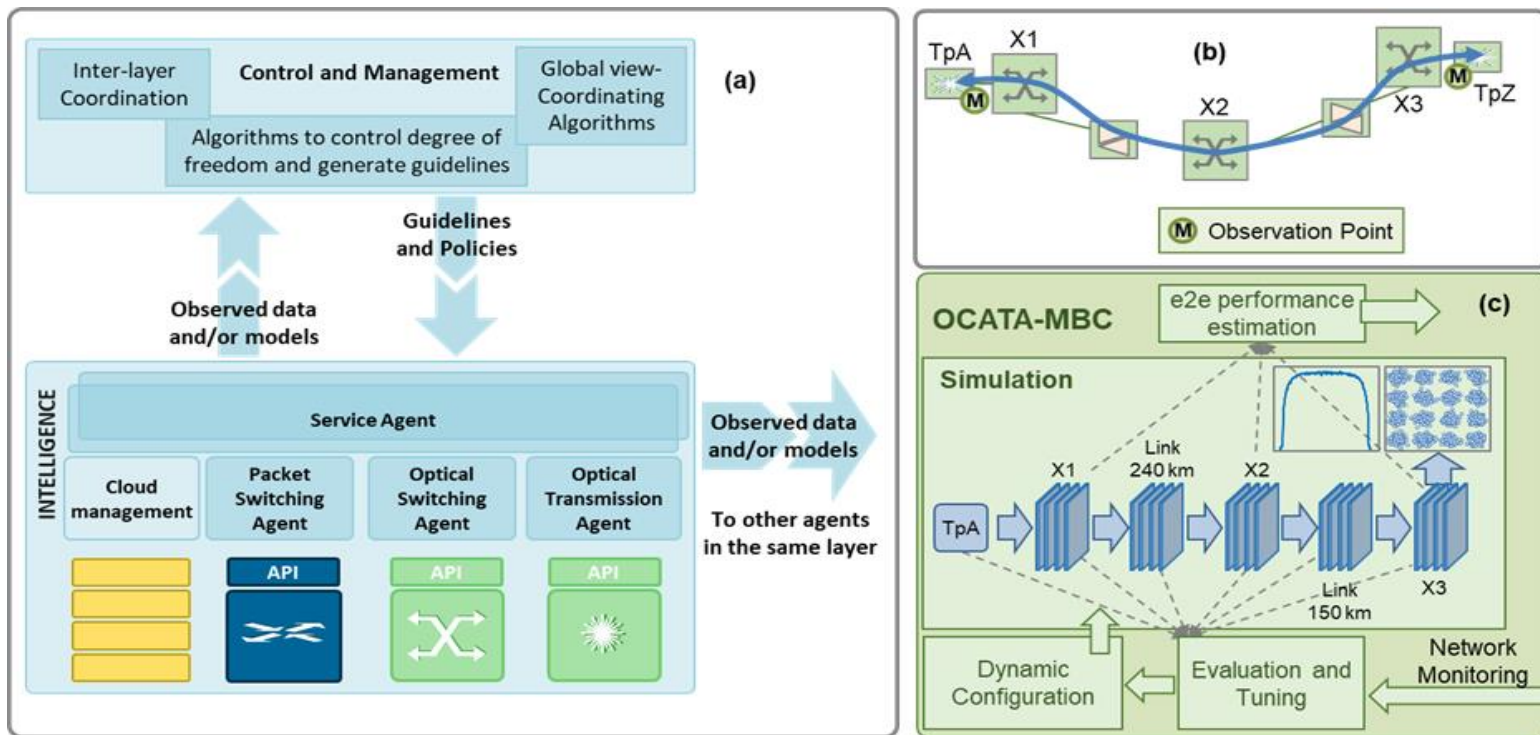 (a)
Inter-layer
Coordination
Control and Management
Global view-
Coordinating
Algorithms
Algorithms to control degree of
freedom and generate guidelines
Guidelines
and Policies
Observed data
and/or models
INTELLIGENCE
Service Agent
Cloud
management
Packet
Switching
Agent
Optical
Switching
Agent
Optical
Transmission
Agent
API
API
API
Observed data
and/or models
To other agents
in the same layer
(b)
TpA
X1
X2
X3
TpZ
M
M
M Observation Point
(c)
OCATA-MBC
e2e performance
estimation
Simulation
TpA
X1
Link
240 km
X2
Link
150 km
X3
Dynamic
Configuration
Evaluation and
Tuning
Network
Monitoring